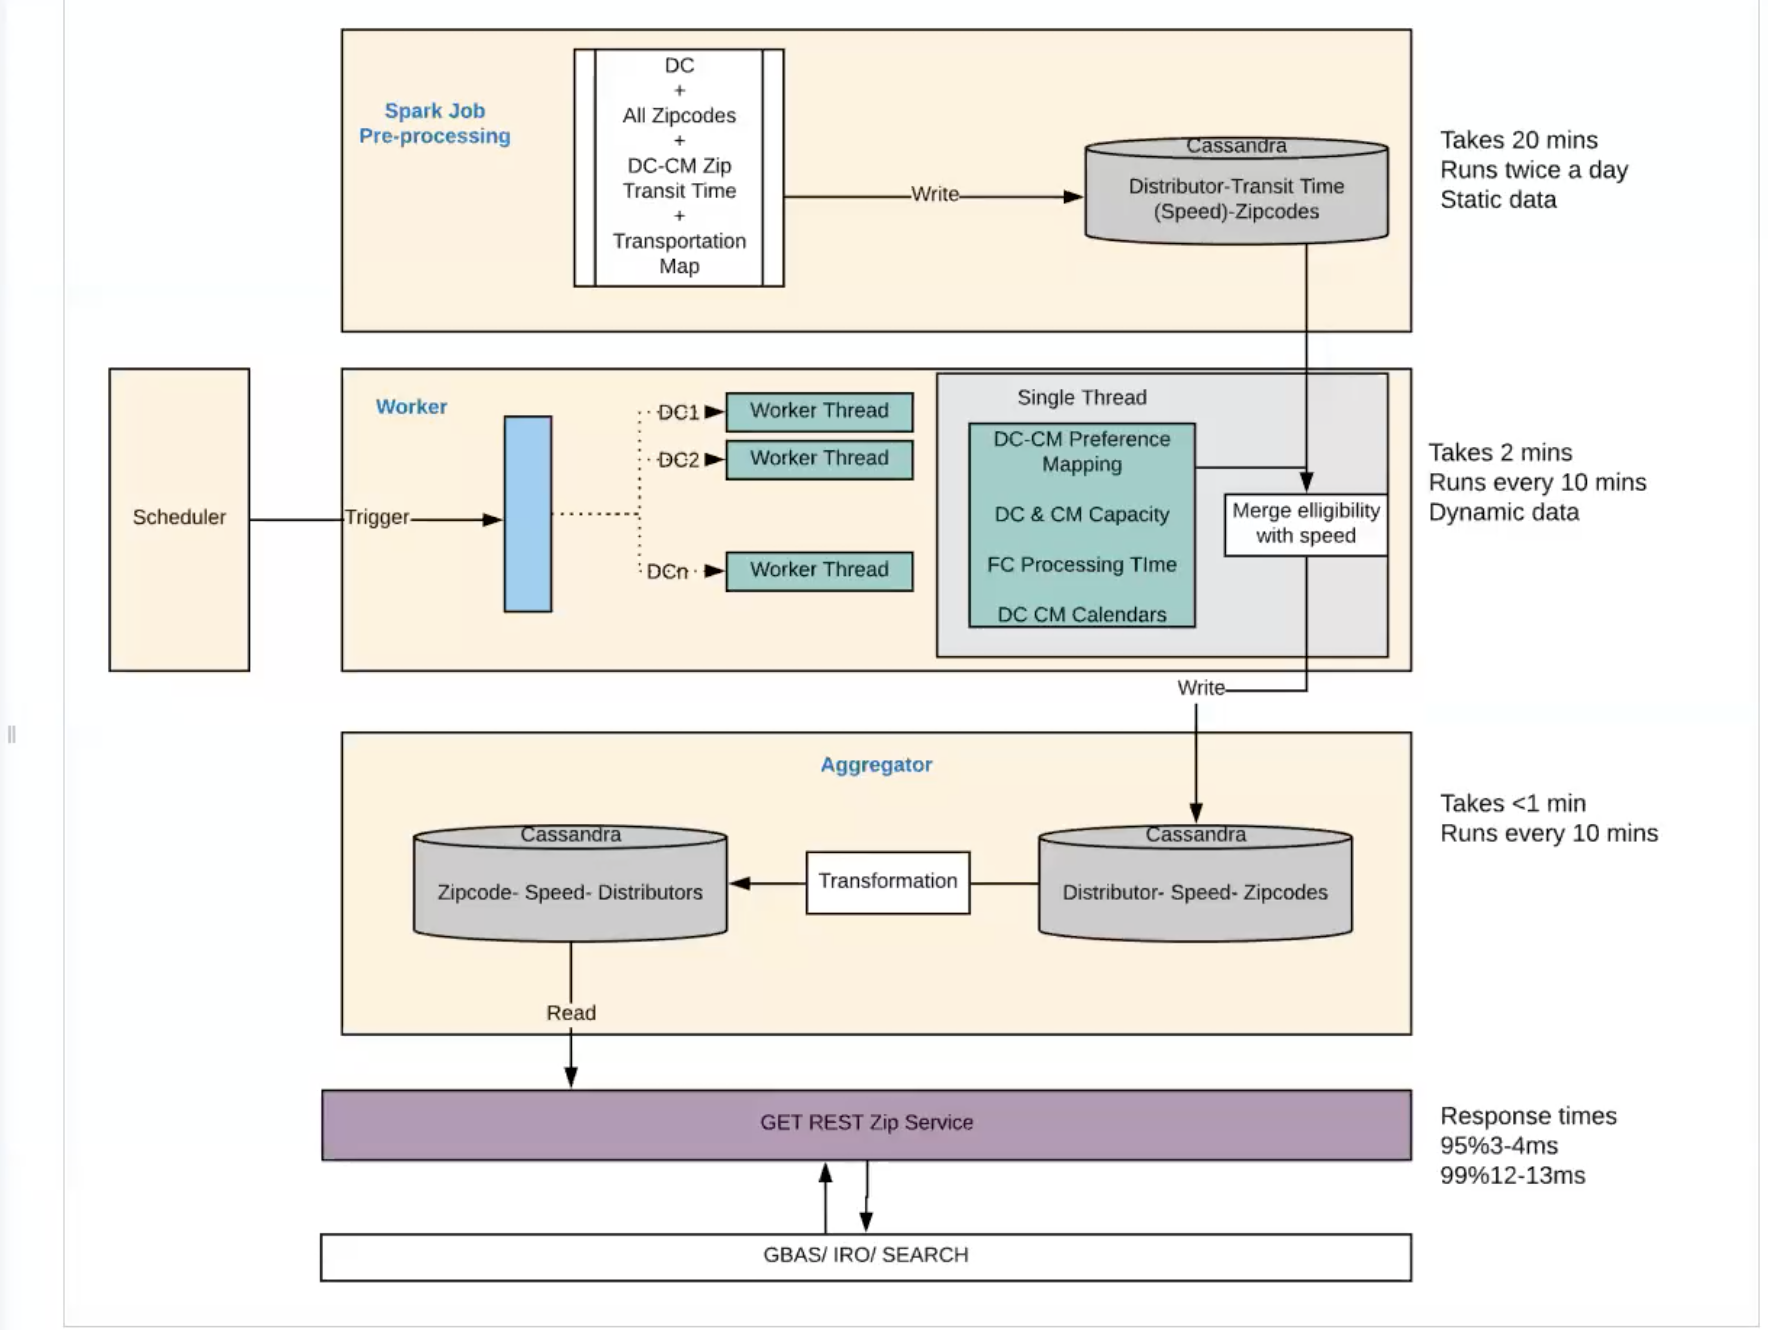 Spark Job
Pre-processing
DC
+
All Zipcodes
+
DC-CM Zip
Transit Time
+
Transportation
Map
Write
Cassandra
Distributor-Transit Time
(Speed)-Zipcodes
Takes 20 mins
Runs twice a day
Static data
Scheduler
Trigger
Worker
DC1
Worker Thread
DC2
Worker Thread
DCn
Worker Thread
Single Thread
DC-CM Preference
Mapping
DC & CM Capacity
FC Processing TIme
DC CM Calendars
Merge elligibility
with speed
Takes 2 mins
Runs every 10 mins
Dynamic data
Write
Aggregator
Cassandra
Zipcode- Speed- Distributors
Transformation
Cassandra
Distributor- Speed- Zipcodes
Read
Takes <1 min
Runs every 10 mins
GET REST Zip Service
Response times
95%3-4ms
99%12-13ms
GBAS/ IRO/ SEARCH